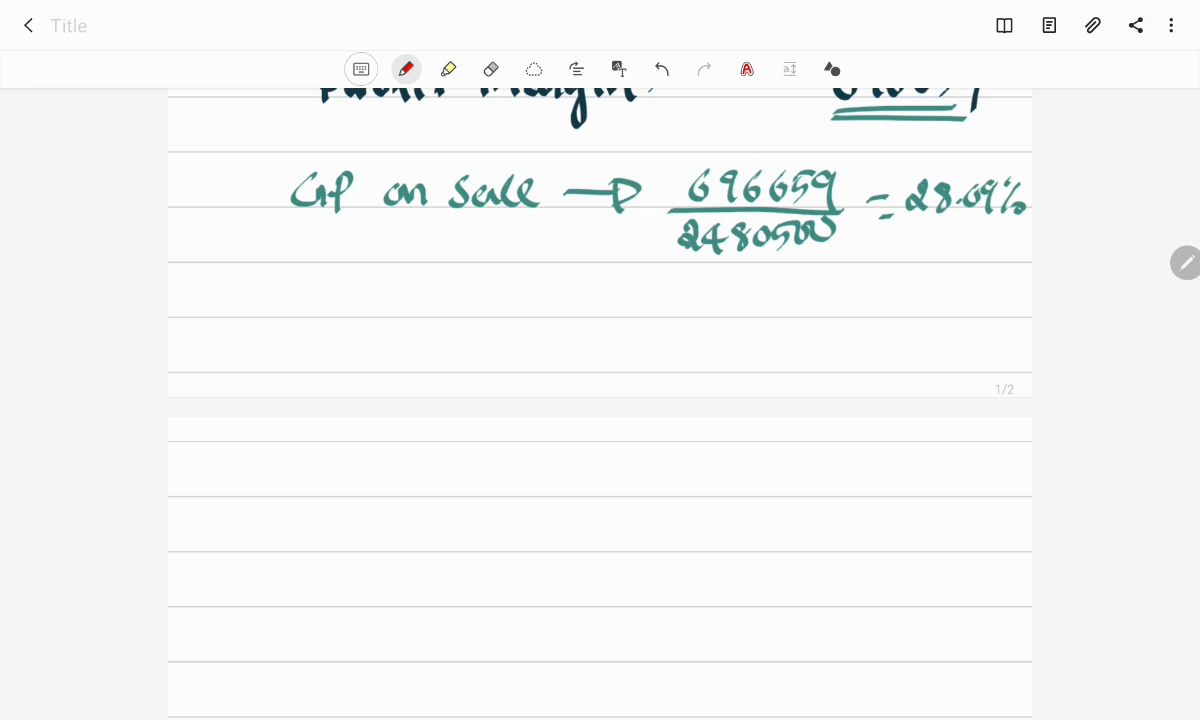 Title
GP on Sale → 696659 / 2480500 = 28.09%
1/2